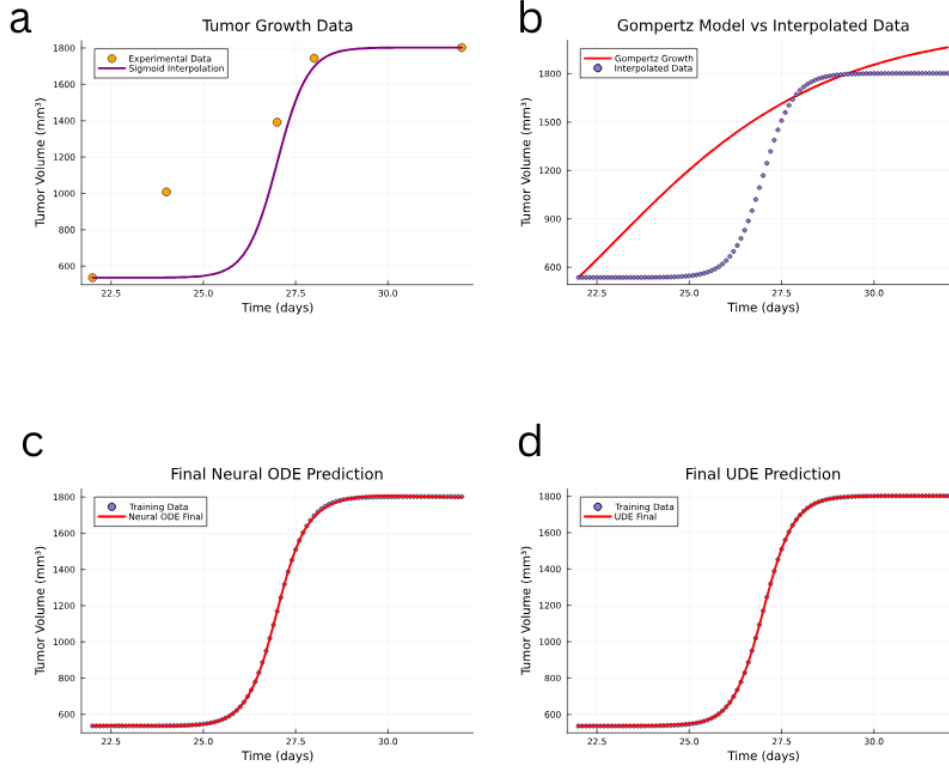 a
Tumor Growth Data
Experimental Data
Sigmoid Interpolation
Tumor Volume (mm³)
1800
1600
1400
1200
1000
800
600
22.5
25.0
27.5
30.0
Time (days)
b
Gompertz Model vs Interpolated Data
Gompertz Growth
Interpolated Data
Tumor Volume (mm³)
1800
1500
1200
900
600
22.5
25.0
27.5
30.0
Time (days)
c
Final Neural ODE Prediction
Training Data
Neural ODE Final
Tumor Volume (mm³)
1800
1600
1400
1200
1000
800
600
22.5
25.0
27.5
30.0
Time (days)
d
Final UDE Prediction
Training Data
UDE Final
Tumor Volume (mm³)
1800
1600
1400
1200
1000
800
600
22.5
25.0
27.5
30.0
Time (days)